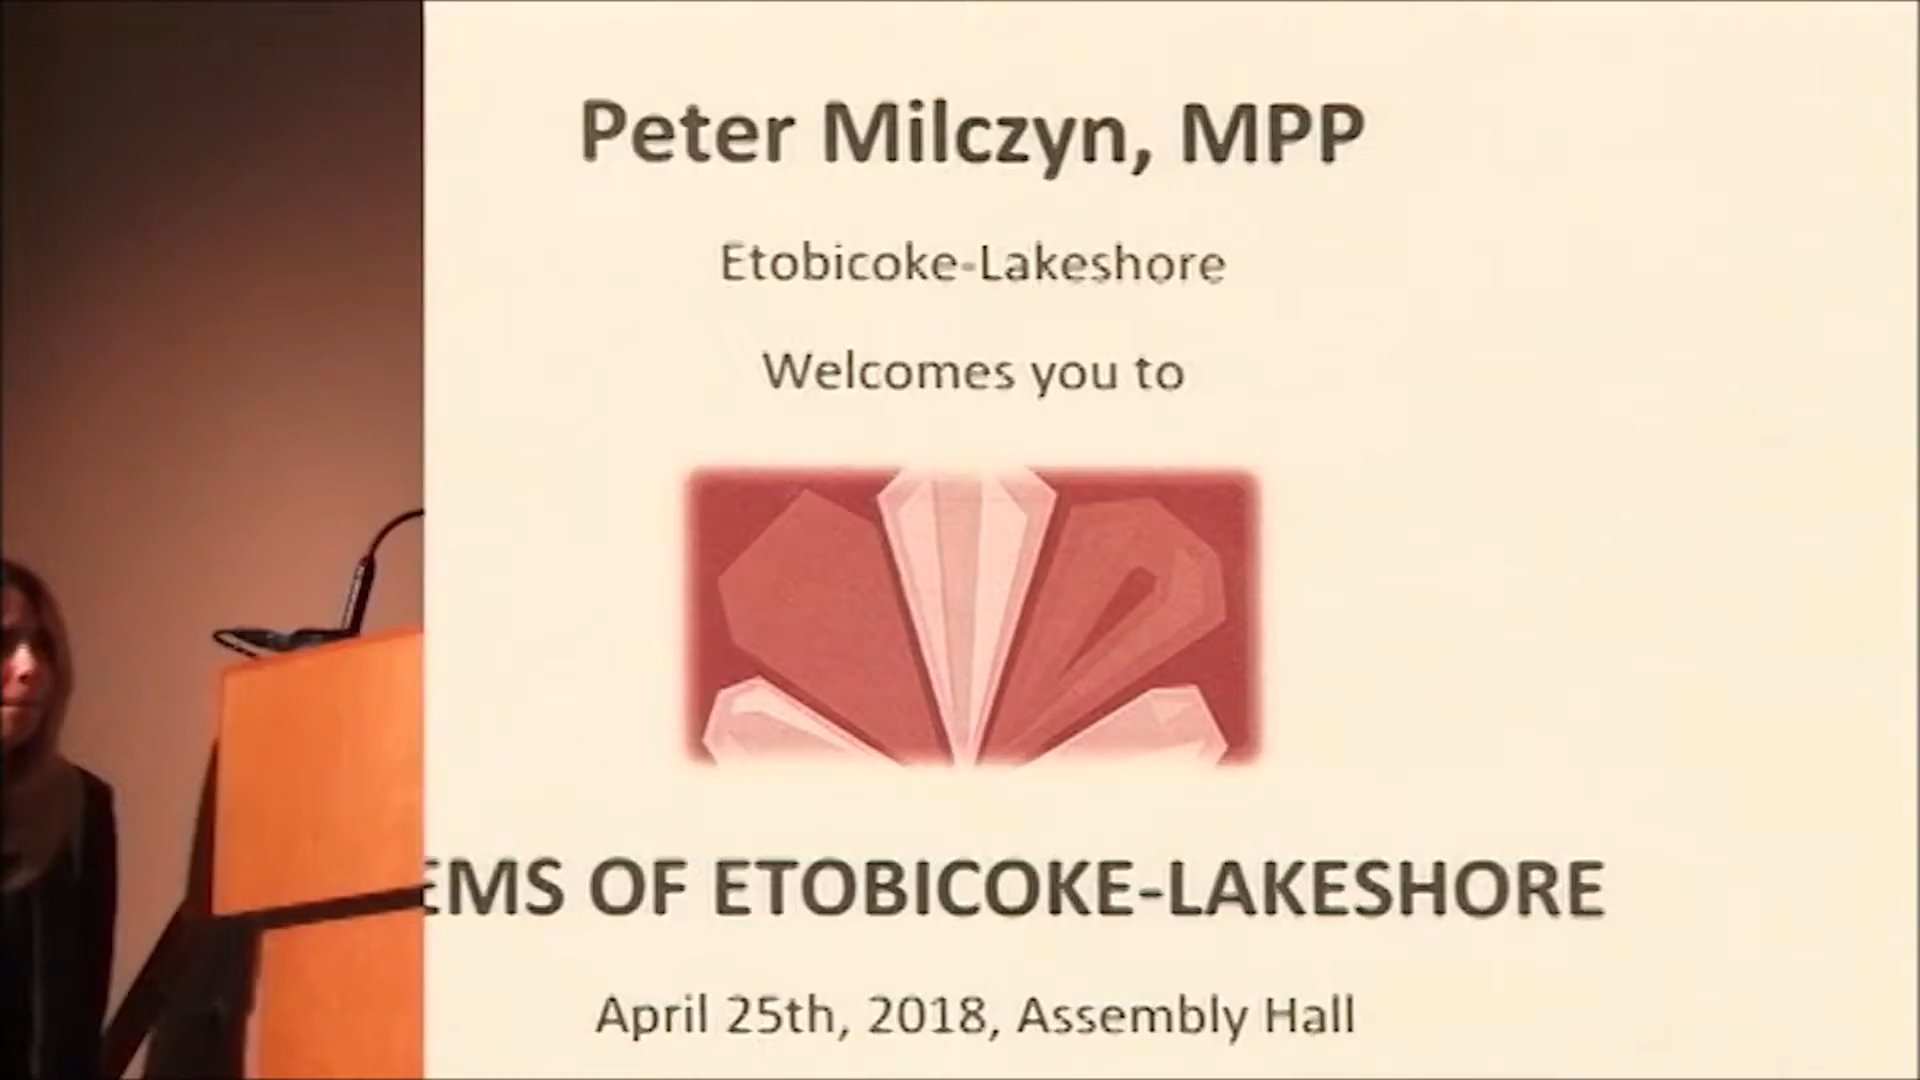 Peter Milczyn, MPP
Etobicoke-Lakeshore
Welcomes you to
EMS OF ETOBICOKE-LAKESHORE
April 25th, 2018, Assembly Hall